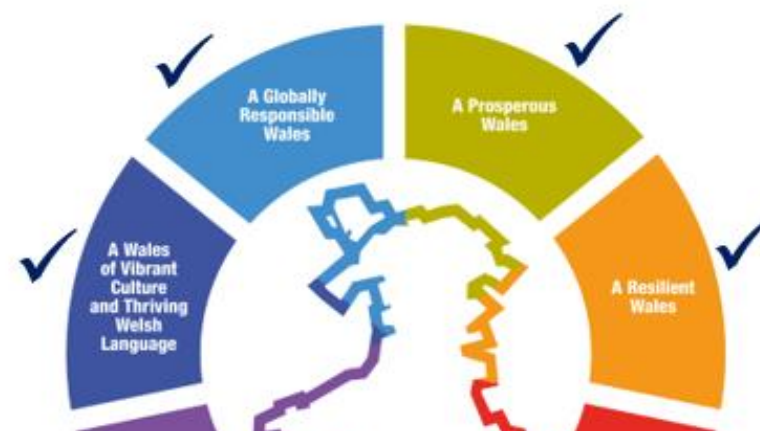 A Globally
Responsible
Wales
A Prosperous
Wales
A Wales
of Vibrant
Culture
and Thriving
Welsh
Language
A Resilient
Wales